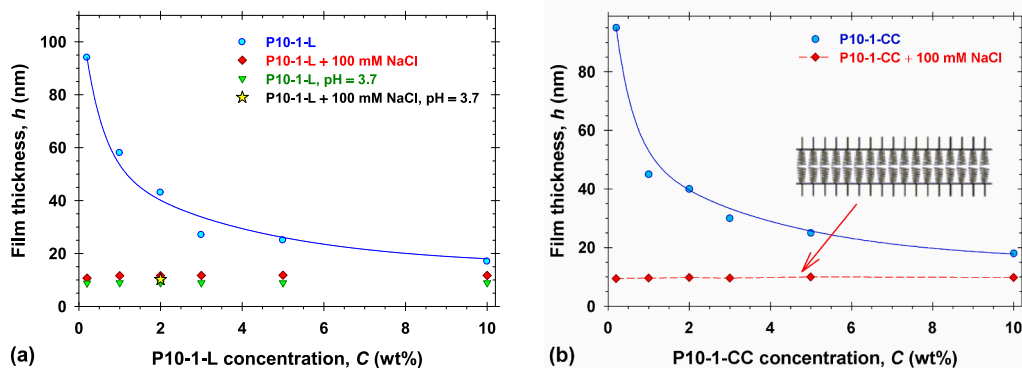 P10-1-L
P10-1-L + 100 mM NaCl
P10-1-L, pH = 3.7
P10-1-L + 100 mM NaCl, pH = 3.7
Film thickness, h (nm)
100
80
60
40
20
0
0 2 4 6 8 10
P10-1-L concentration, C (wt%)
(a)
P10-1-CC
P10-1-CC + 100 mM NaCl
Film thickness, h (nm)
80
60
40
20
0
0 2 4 6 8 10
P10-1-CC concentration, C (wt%)
(b)